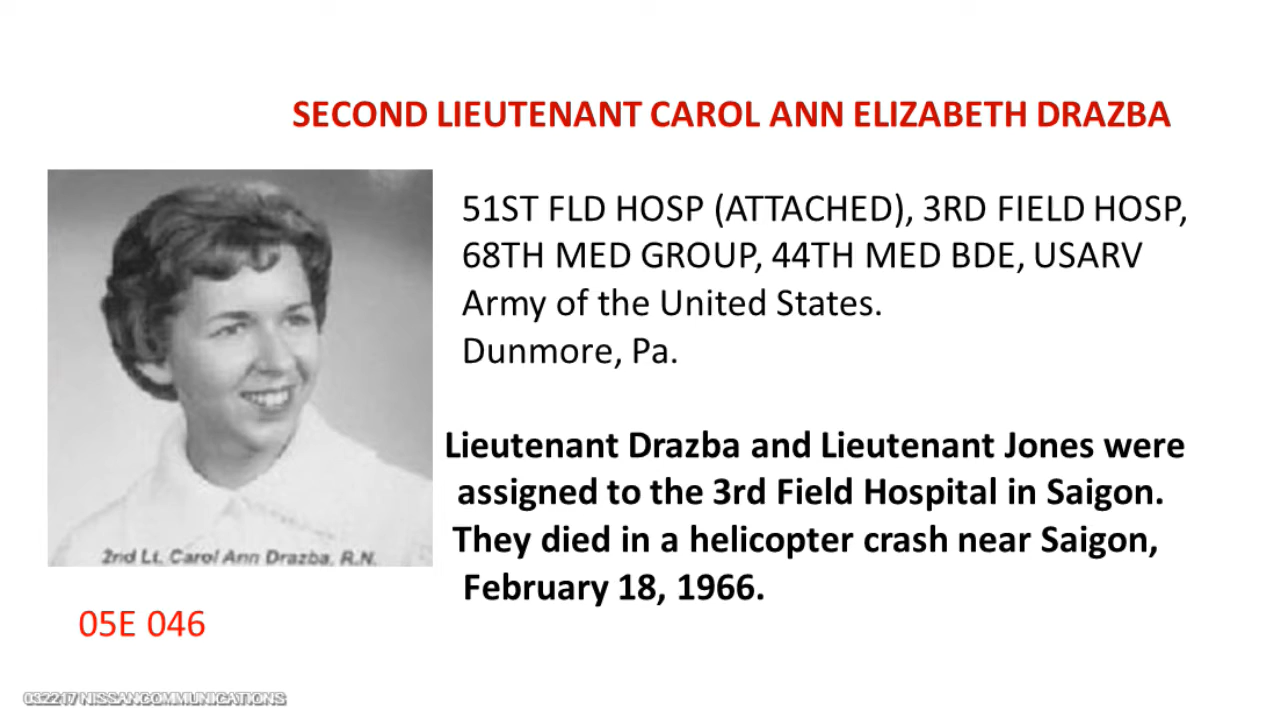 SECOND LIEUTENANT CAROL ANN ELIZABETH DRAZBA
51ST FLD HOSP (ATTACHED), 3RD FIELD HOSP,
68TH MED GROUP, 44TH MED BDE, USARV
Army of the United States.
Dunmore, Pa.
Lieutenant Drazba and Lieutenant Jones were
assigned to the 3rd Field Hospital in Saigon.
They died in a helicopter crash near Saigon,
February 18, 1966.
2nd Lt. Carol Ann Drazba, R.N.
05E 046
032217 NISSANCOMMUNICATIONS